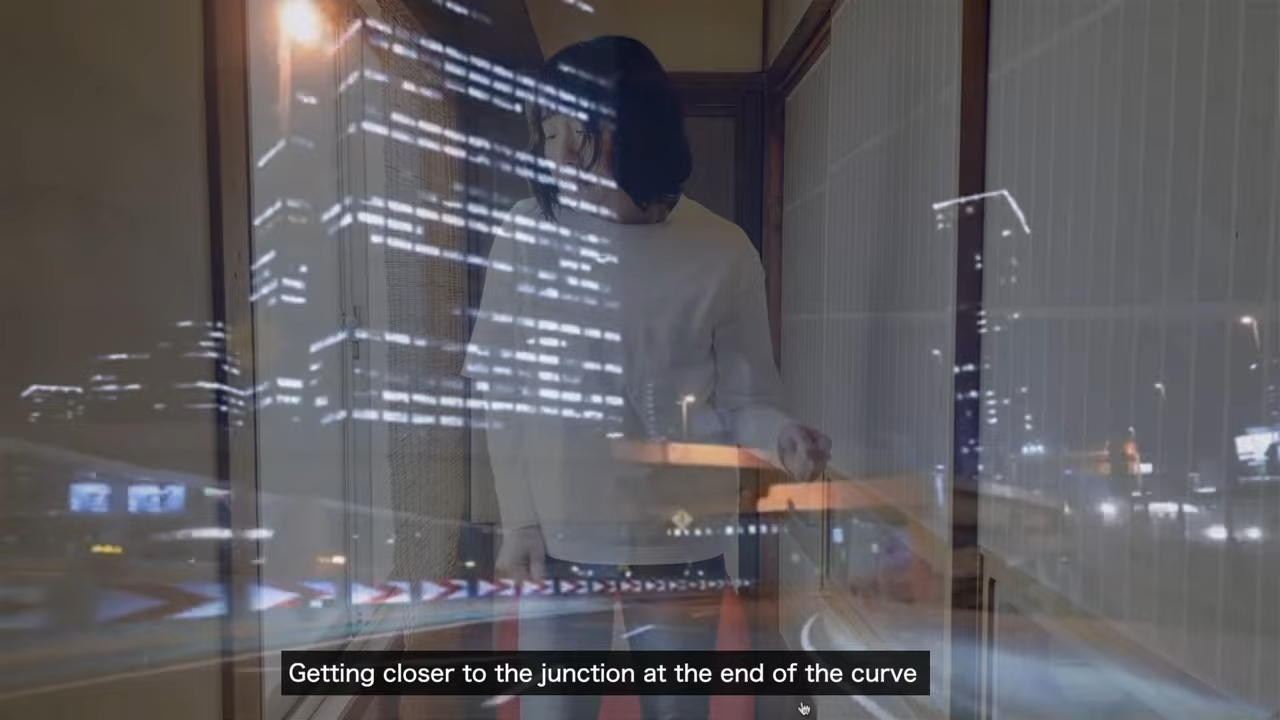 Getting closer to the junction at the end of the curve